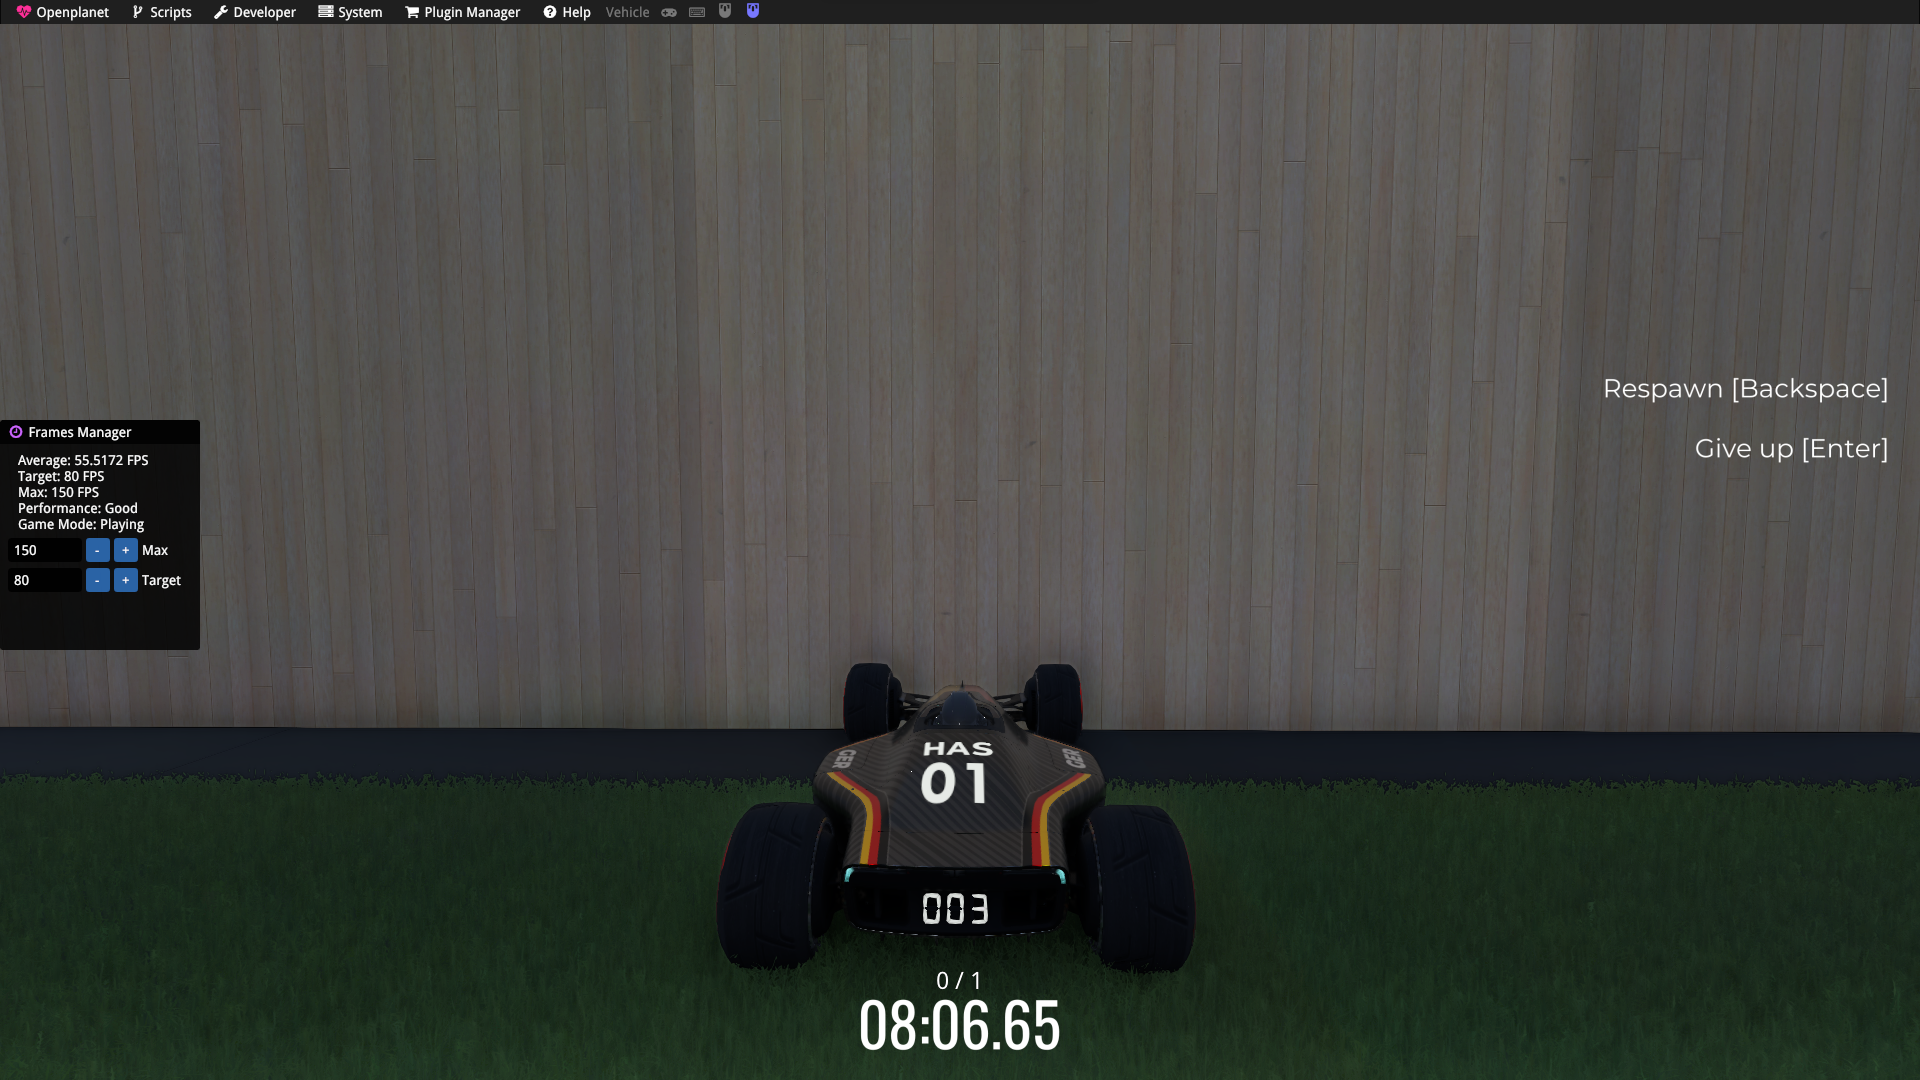 Openplanet Scripts Developer System Plugin Manager Help Vehicle
Respawn [Backspace]
Give up [Enter]
Frames Manager
Average: 55.5172 FPS
Target: 80 FPS
Max: 150 FPS
Performance: Good
Game Mode: Playing
150 - + Max
80 - + Target
HAS
GER 01 GER
003
0 / 1
08:06.65